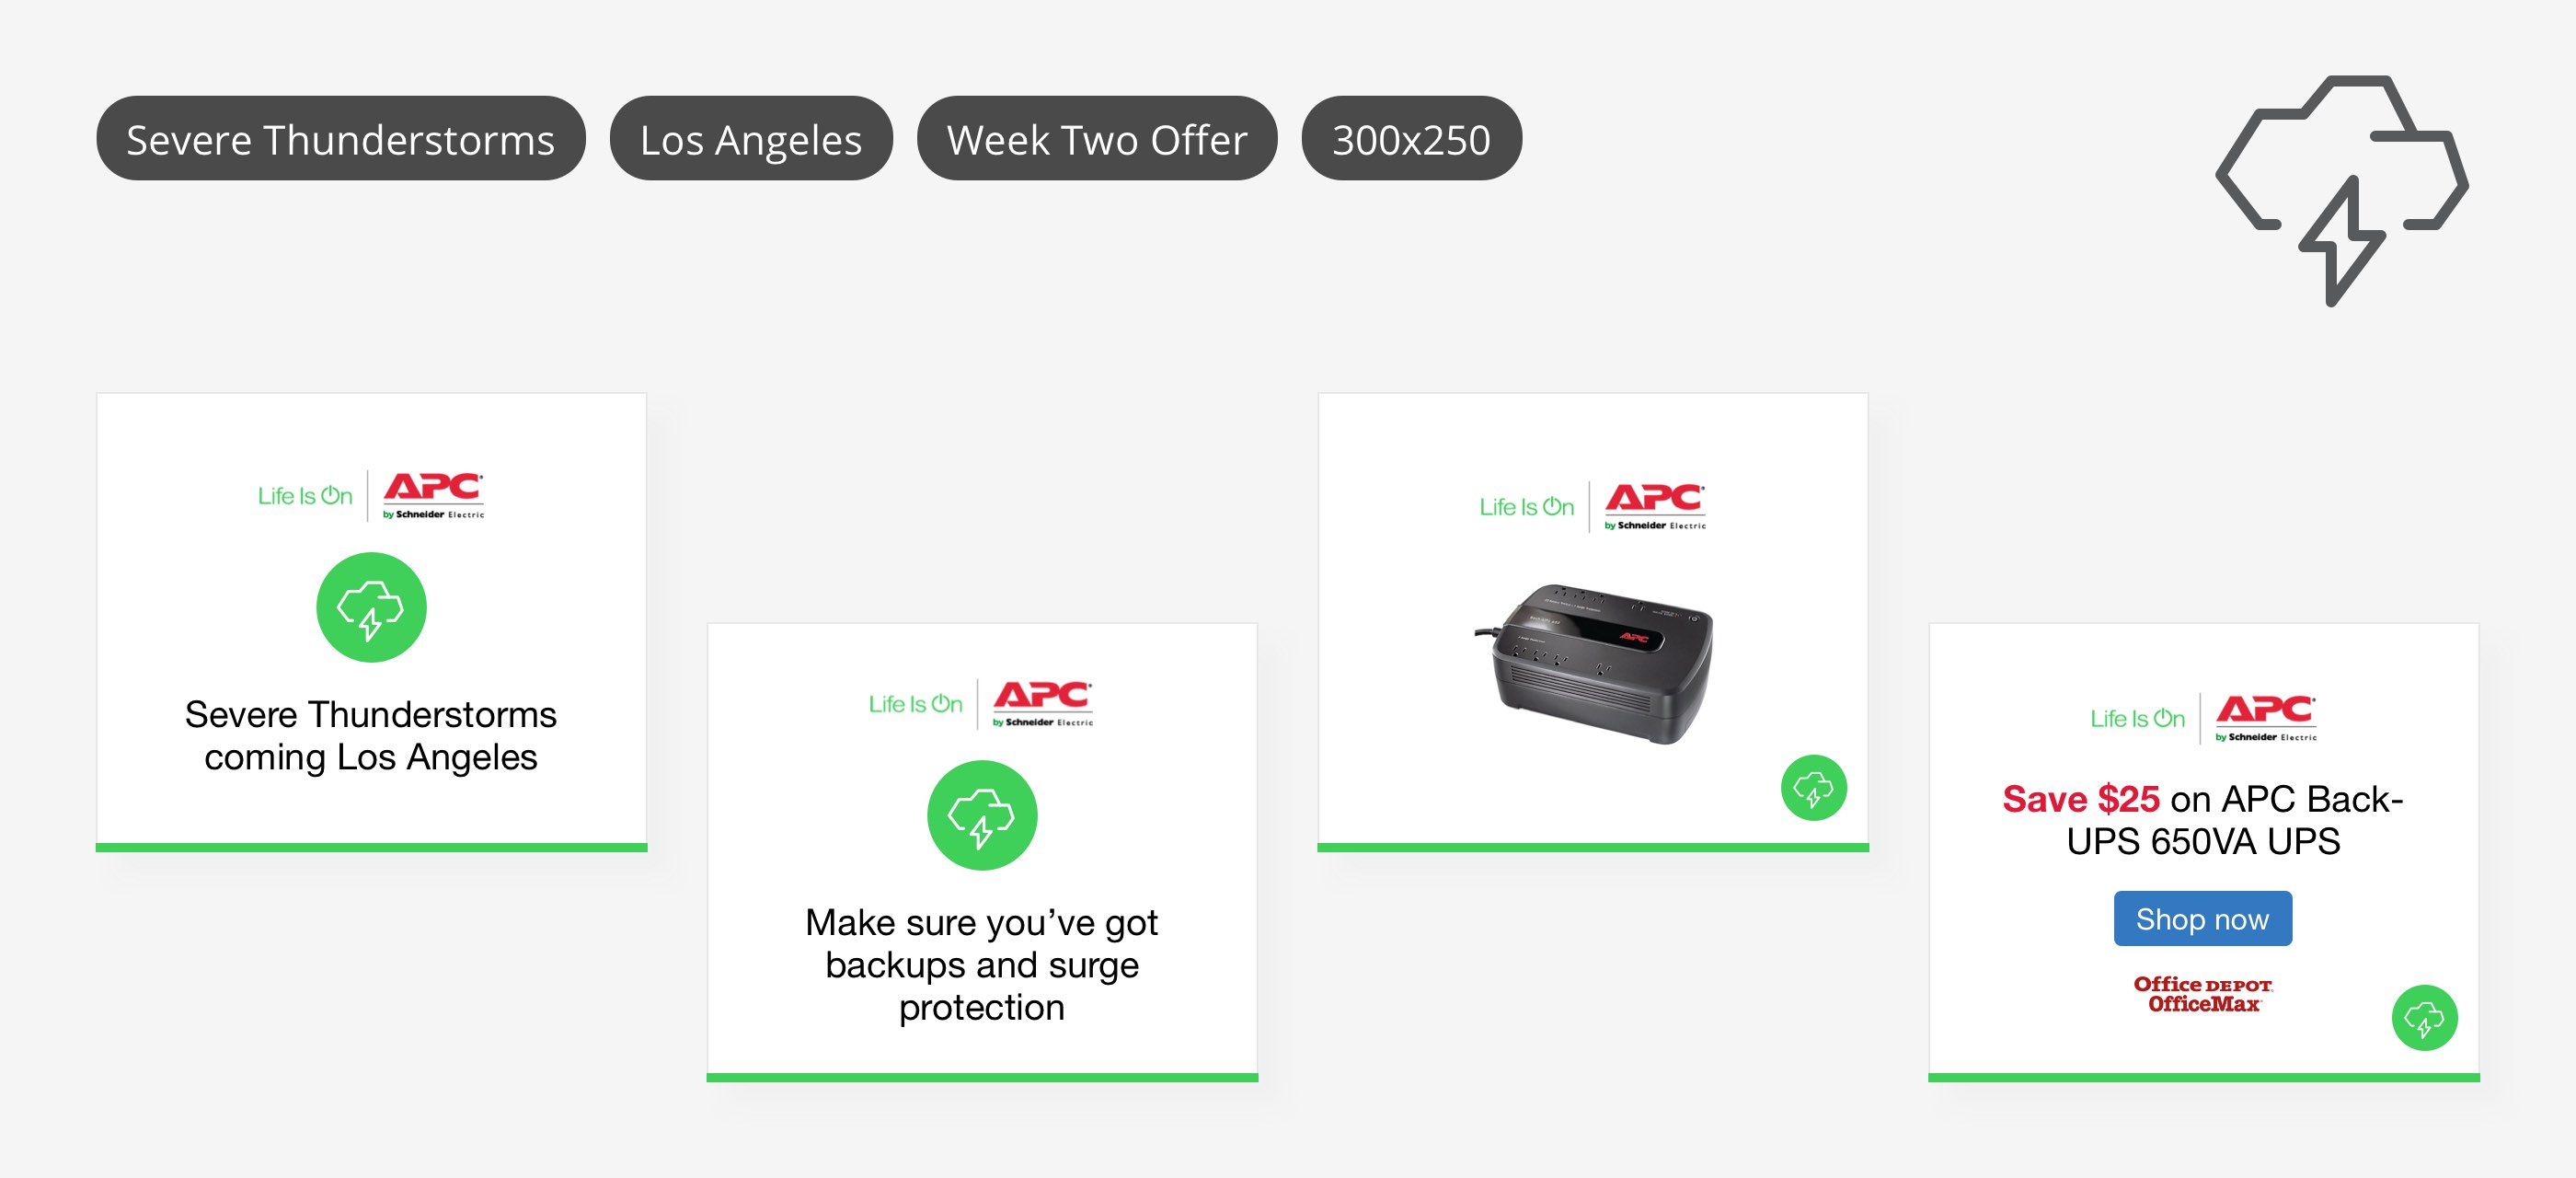 Severe Thunderstorms
Los Angeles
Week Two Offer
300x250
Life Is On
APC
by Schneider Electric
Severe Thunderstorms
coming Los Angeles
Life Is On
APC
by Schneider Electric
Make sure you’ve got
backups and surge
protection
Life Is On
APC
by Schneider Electric
APC
Life Is On
APC
by Schneider Electric
Save $25 on APC Back-
UPS 650VA UPS
Shop now
Office DEPOT
OfficeMax